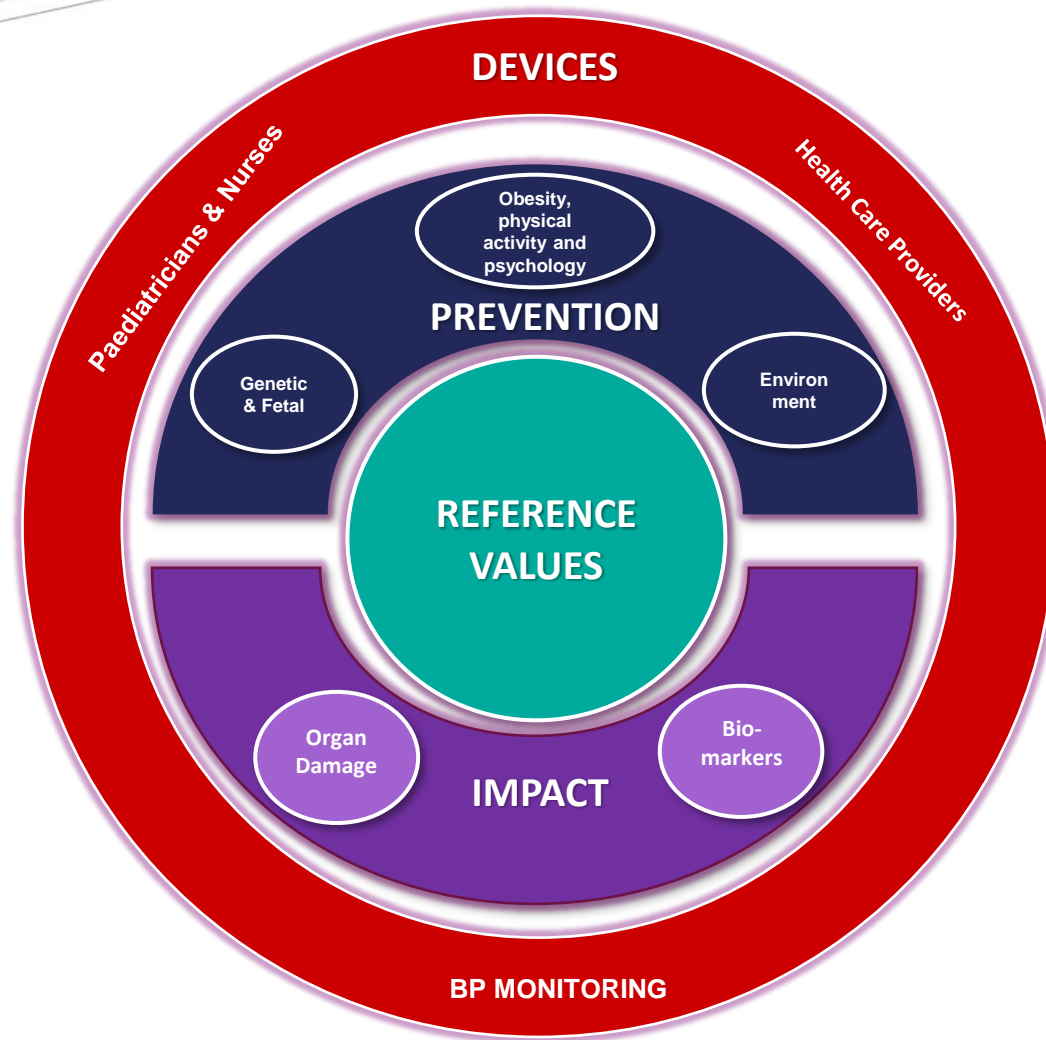 DEVICES
Paediatricians & Nurses
Health Care Providers
Obesity,
physical
activity and
psychology
PREVENTION
Genetic
& Fetal
Environ
ment
REFERENCE
VALUES
Organ
Damage
Bio-
markers
IMPACT
BP MONITORING